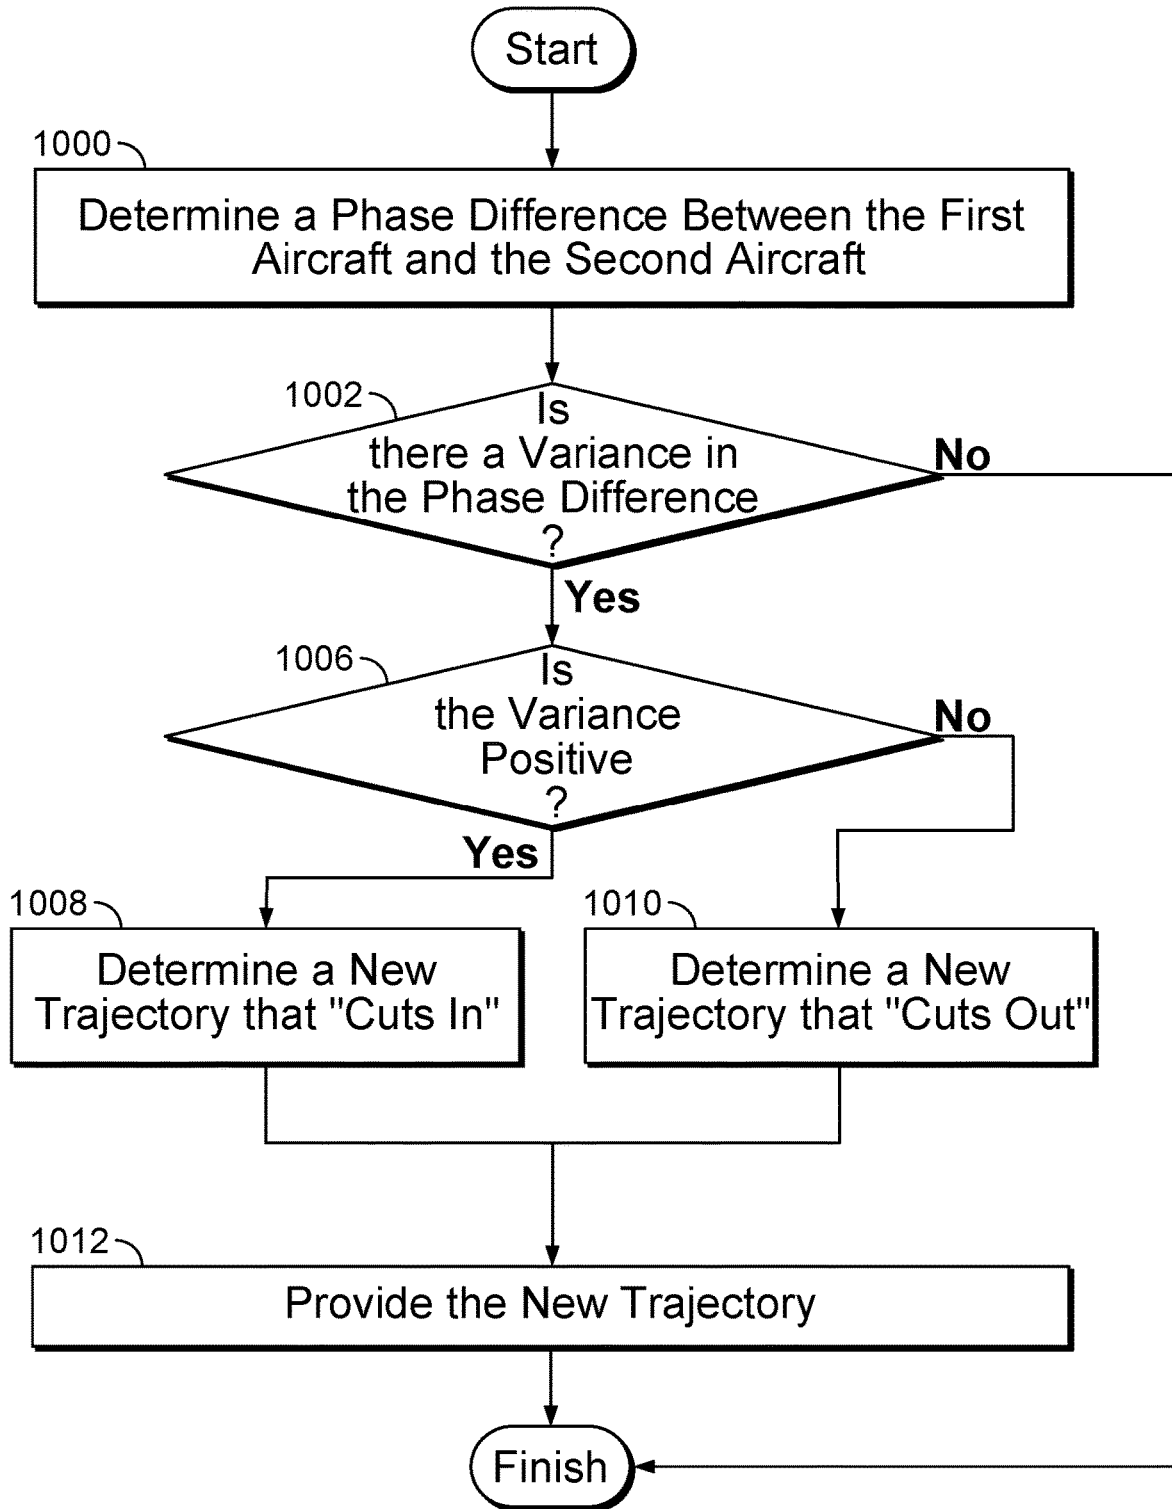 Start
1000
Determine a Phase Difference Between the First
Aircraft and the Second Aircraft
1002
Is
there a Variance in
the Phase Difference
?
No
Yes
1006
Is
the Variance
Positive
?
No
Yes
1008
Determine a New
Trajectory that "Cuts In"
1010
Determine a New
Trajectory that "Cuts Out"
1012
Provide the New Trajectory
Finish